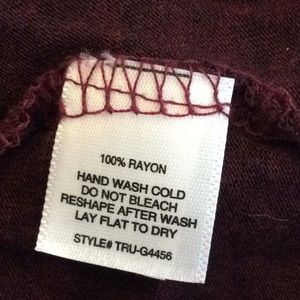 100% RAYON
HAND WASH COLD
DO NOT BLEACH
RESHAPE AFTER WASH
LAY FLAT TO DRY
STYLE# TRU-G4456